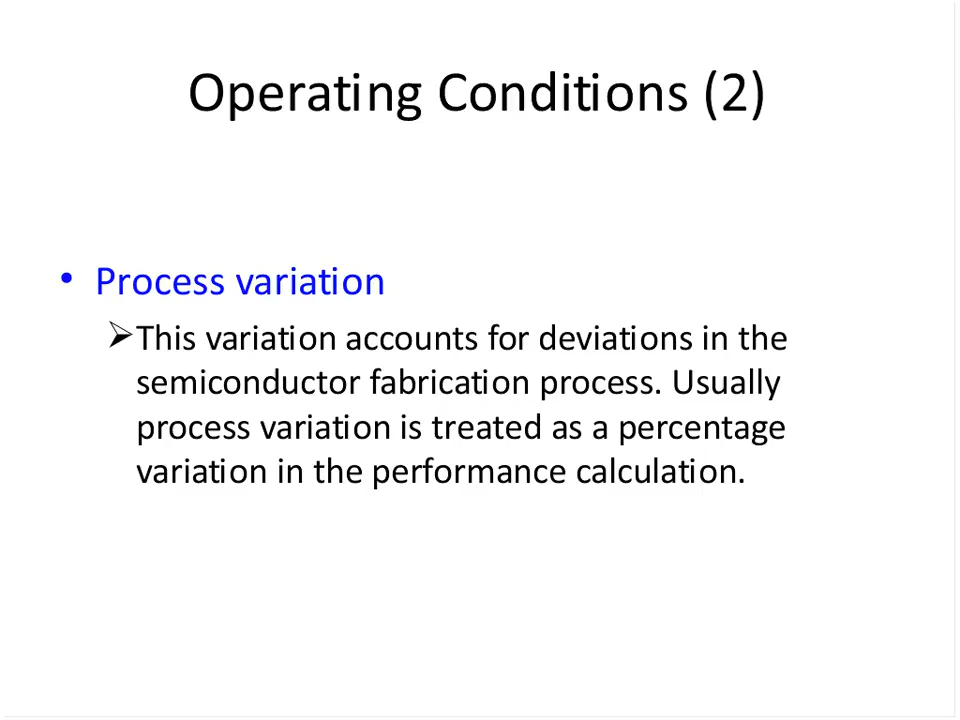 Operating Conditions (2)
• Process variation
➢This variation accounts for deviations in the
semiconductor fabrication process. Usually
process variation is treated as a percentage
variation in the performance calculation.